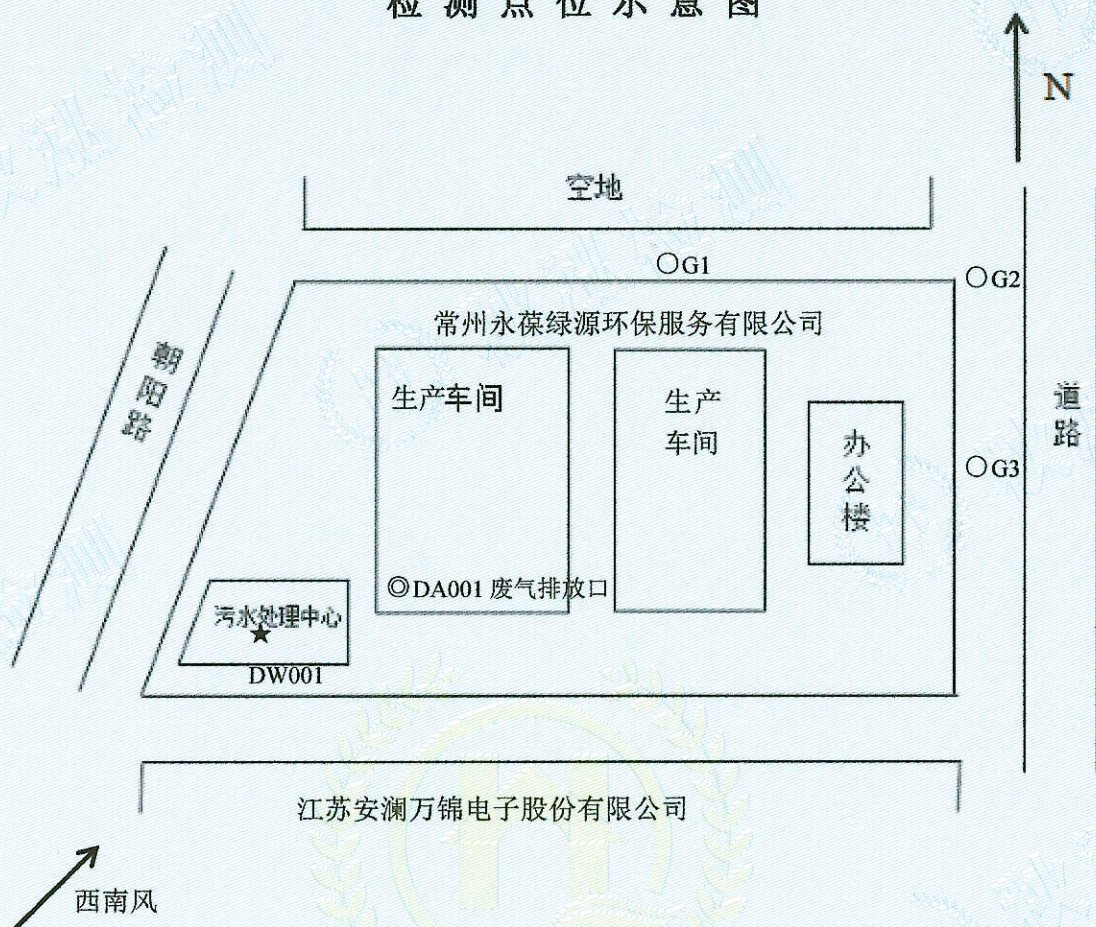 检测点位示意图
N
空地
G1
G2
常州永葆绿源环保服务有限公司
朝阳路
生产车间
生产
车间
办公楼
道路
G3
DA001 废气排放口
污水处理中心
DW001
江苏安澜万锦电子股份有限公司
西南风